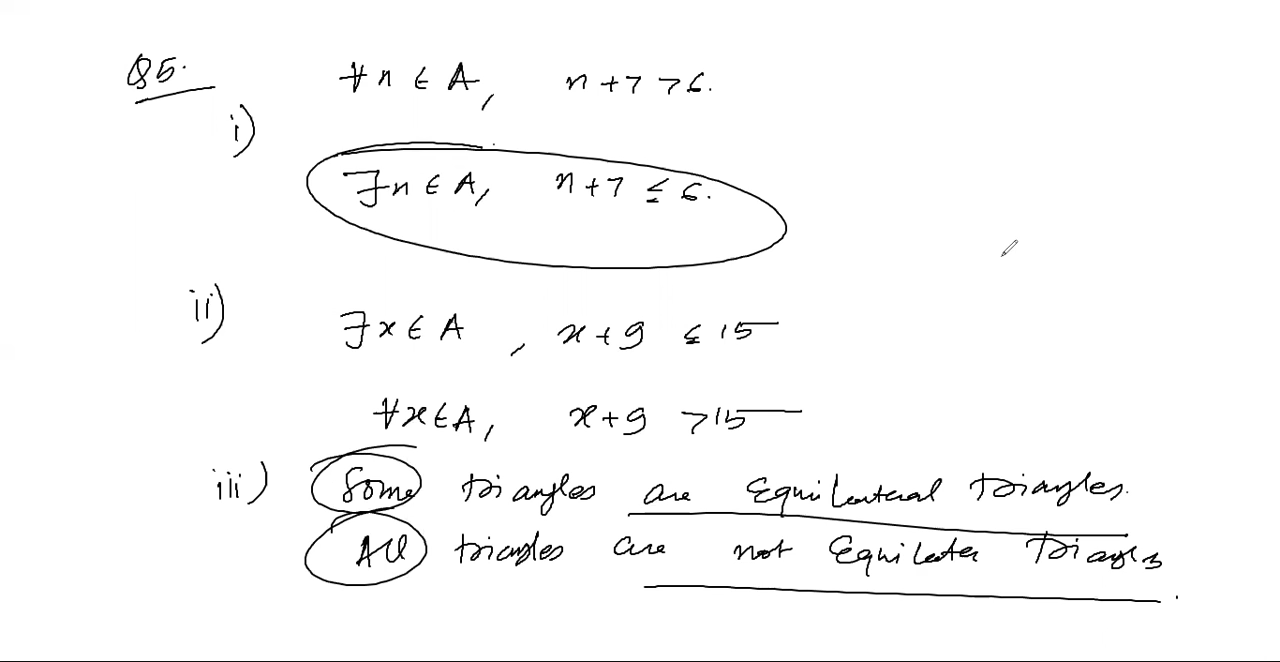 Q5. ∀ n ∈ A, n + 7 > 6.
i)
∃ n ∈ A, n + 7 ≤ 6.
ii) ∃ x ∈ A, x + 9 ≤ 15
∀ x ∈ A, x + 9 > 15
iii) Some triangles are Equilateral triangles.
All triangles are not Equilater Triangls.